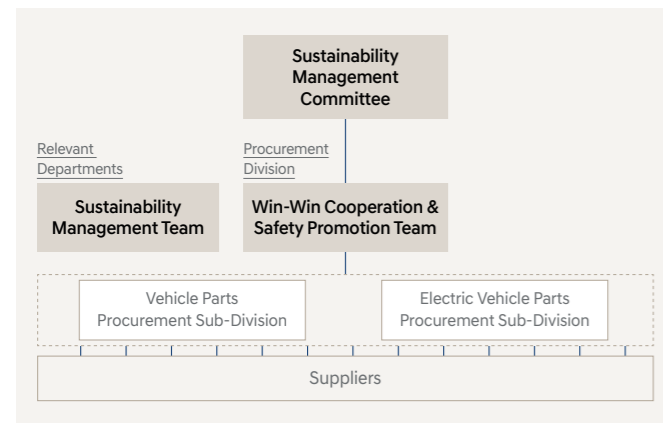 Sustainability
Management
Committee
Relevant
Departments
Procurement
Division
Sustainability
Management Team
Win-Win Cooperation &
Safety Promotion Team
Vehicle Parts
Procurement Sub-Division
Electric Vehicle Parts
Procurement Sub-Division
Suppliers